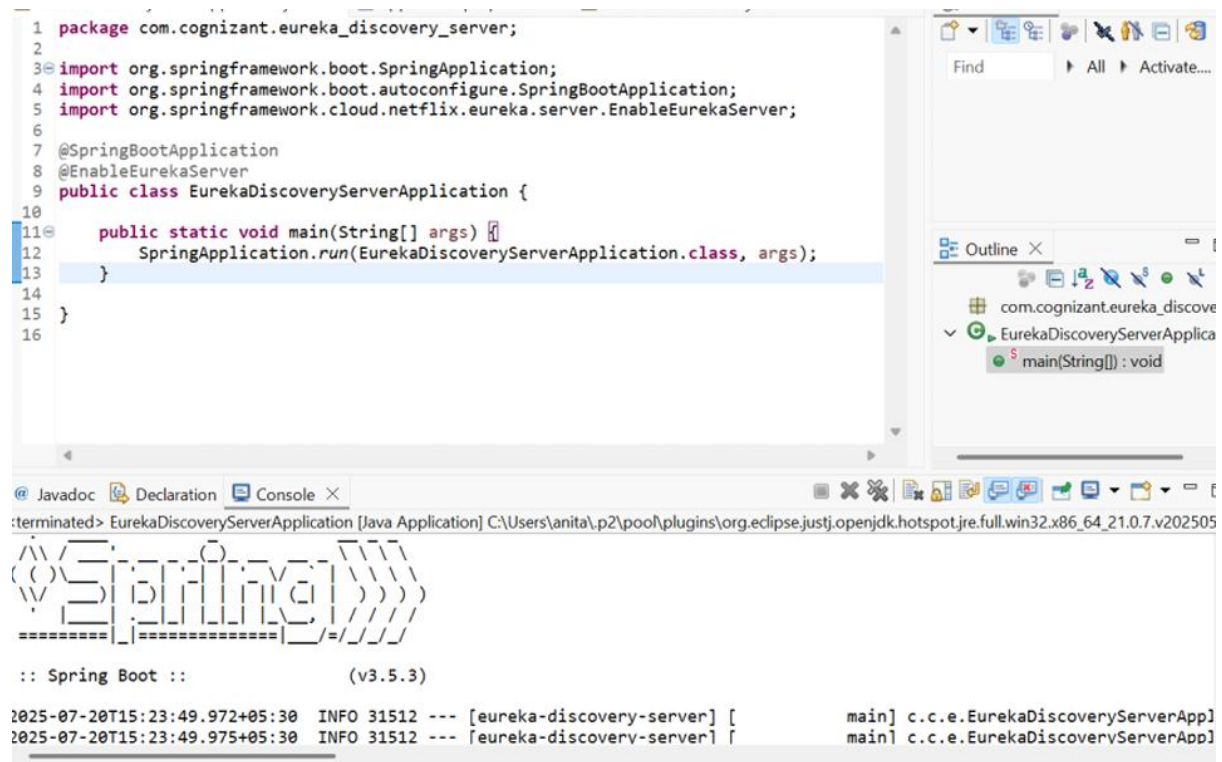 1 package com.cognizant.eureka_discovery_server;
2
3 import org.springframework.boot.SpringApplication;
4 import org.springframework.boot.autoconfigure.SpringBootApplication;
5 import org.springframework.cloud.netflix.eureka.server.EnableEurekaServer;
6
7 @SpringBootApplication
8 @EnableEurekaServer
9 public class EurekaDiscoveryServerApplication {
10
11 public static void main(String[] args) {
12 SpringApplication.run(EurekaDiscoveryServerApplication.class, args);
13 }
14
15 }
16
Find All Activate....
Outline
com.cognizant.eureka_discove
EurekaDiscoveryServerApplica
main(String[]) : void
@ Javadoc Declaration Console
<terminated> EurekaDiscoveryServerApplication [Java Application] C:\Users\anita\.p2\pool\plugins\org.eclipse.justj.openjdk.hotspot.jre.full.win32.x86_64_21.0.7.v202505
Spring
:: Spring Boot :: (v3.5.3)
2025-07-20T15:23:49.972+05:30 INFO 31512 --- [eureka-discovery-server] [ main] c.c.e.EurekaDiscoveryServerAppl
2025-07-20T15:23:49.975+05:30 INFO 31512 --- [eureka-discovery-server] [ main] c.c.e.EurekaDiscoveryServerAppl